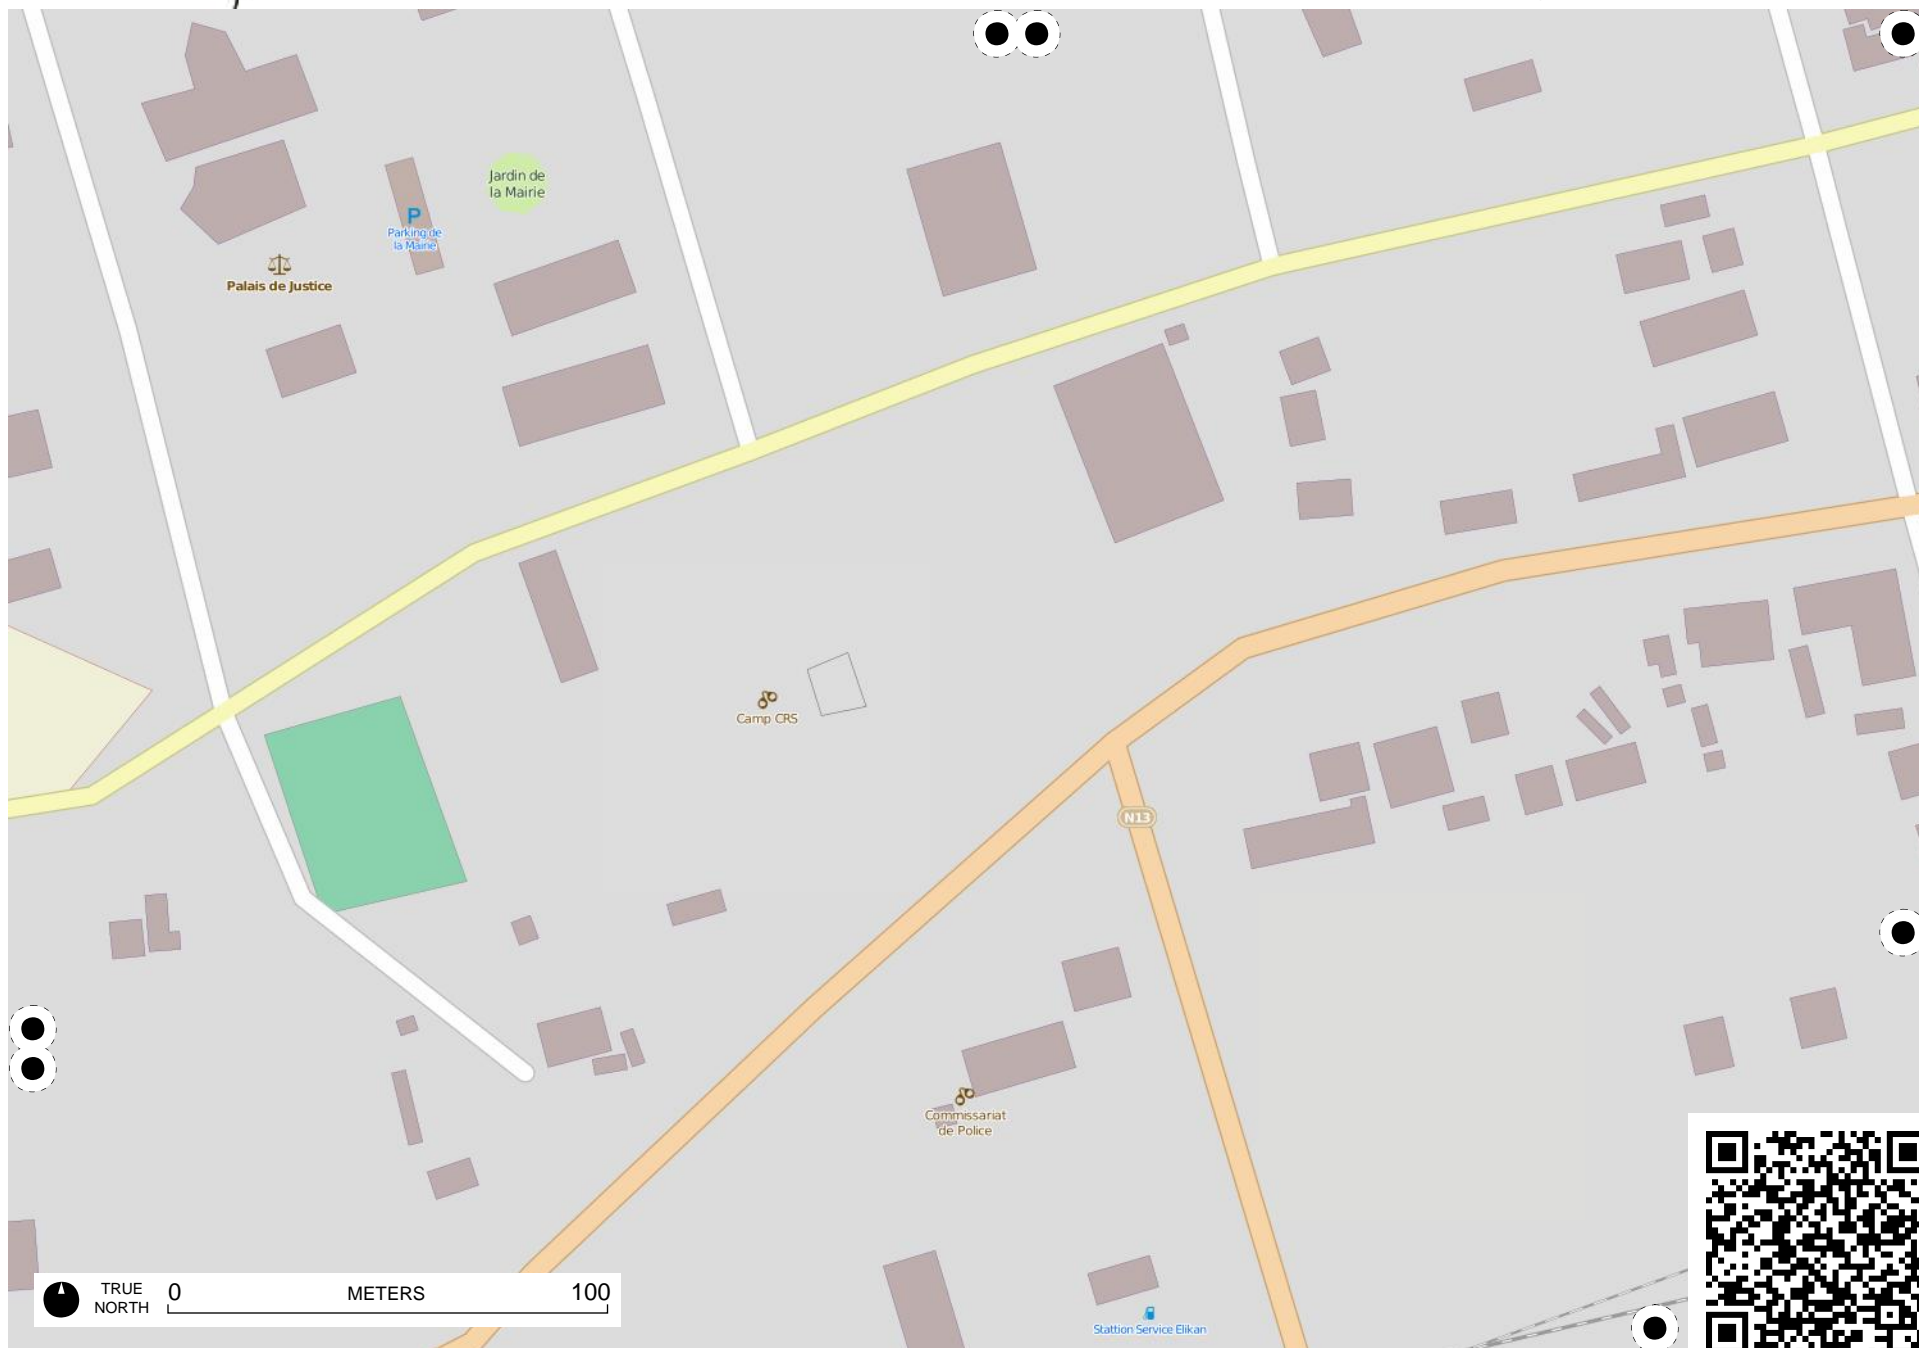 Jardin de
la Mairie
P
Parking de
la Mairie
Palais de Justice
Camp CRS
N13
Commissariat
de Police
Stattion Service Elikan
TRUE
NORTH
0 METERS 100